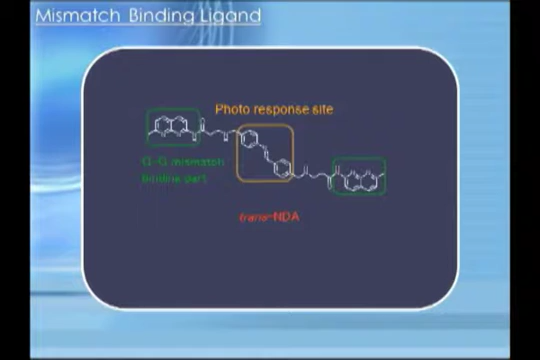 Mismatch Binding Ligand
Photo response site
G-G mismatch
binding part
trans-NDA